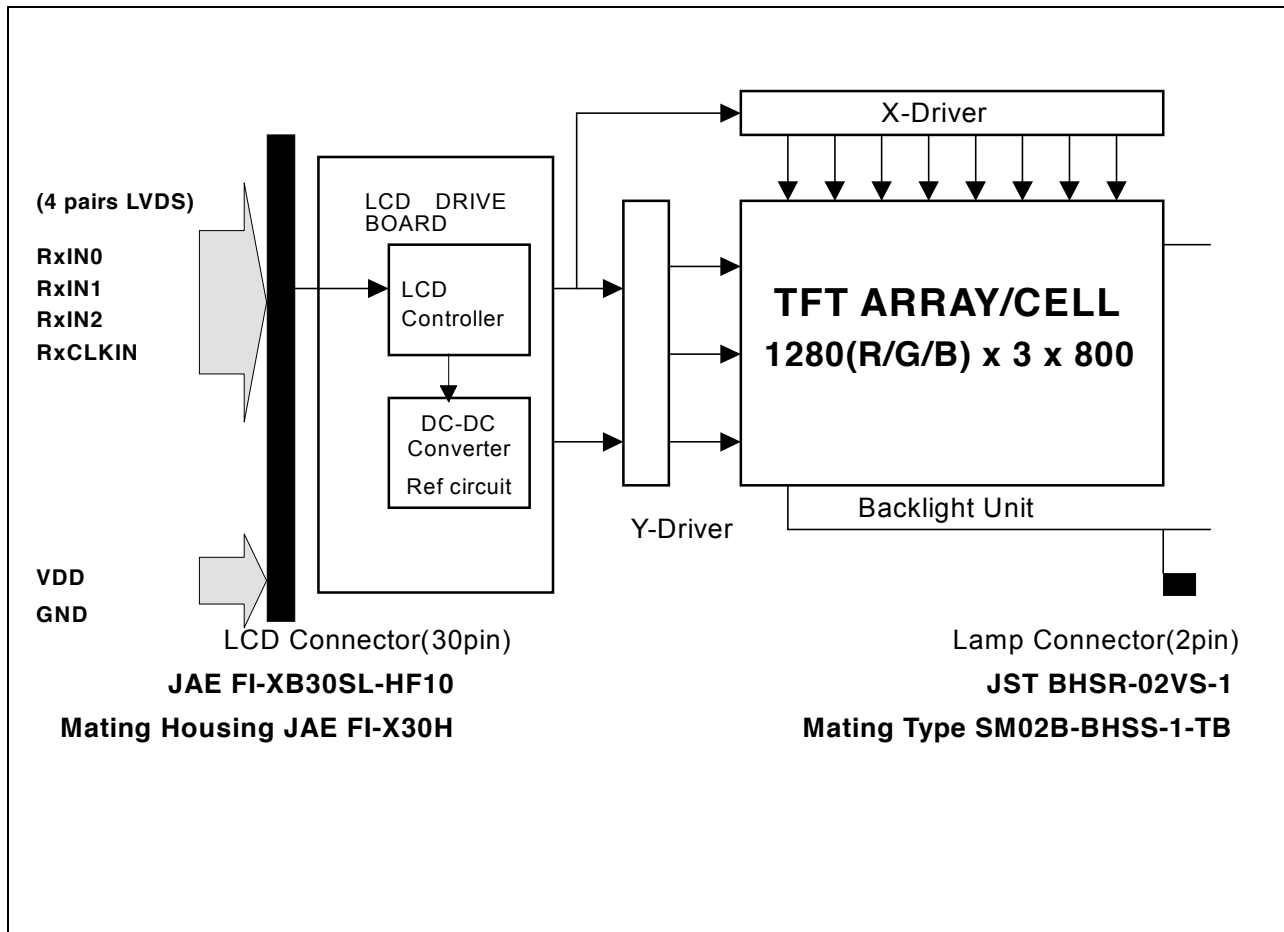 X-Driver
(4 pairs LVDS)
RxIN0
RxIN1
RxIN2
RxCLKIN
LCD DRIVE
BOARD
LCD
Controller
DC-DC
Converter
Ref circuit
TFT ARRAY/CELL
1280(R/G/B) x 3 x 800
Backlight Unit
Y-Driver
VDD
GND
LCD Connector(30pin)
JAE FI-XB30SL-HF10
Mating Housing JAE FI-X30H
Lamp Connector(2pin)
JST BHSR-02VS-1
Mating Type SM02B-BHSS-1-TB